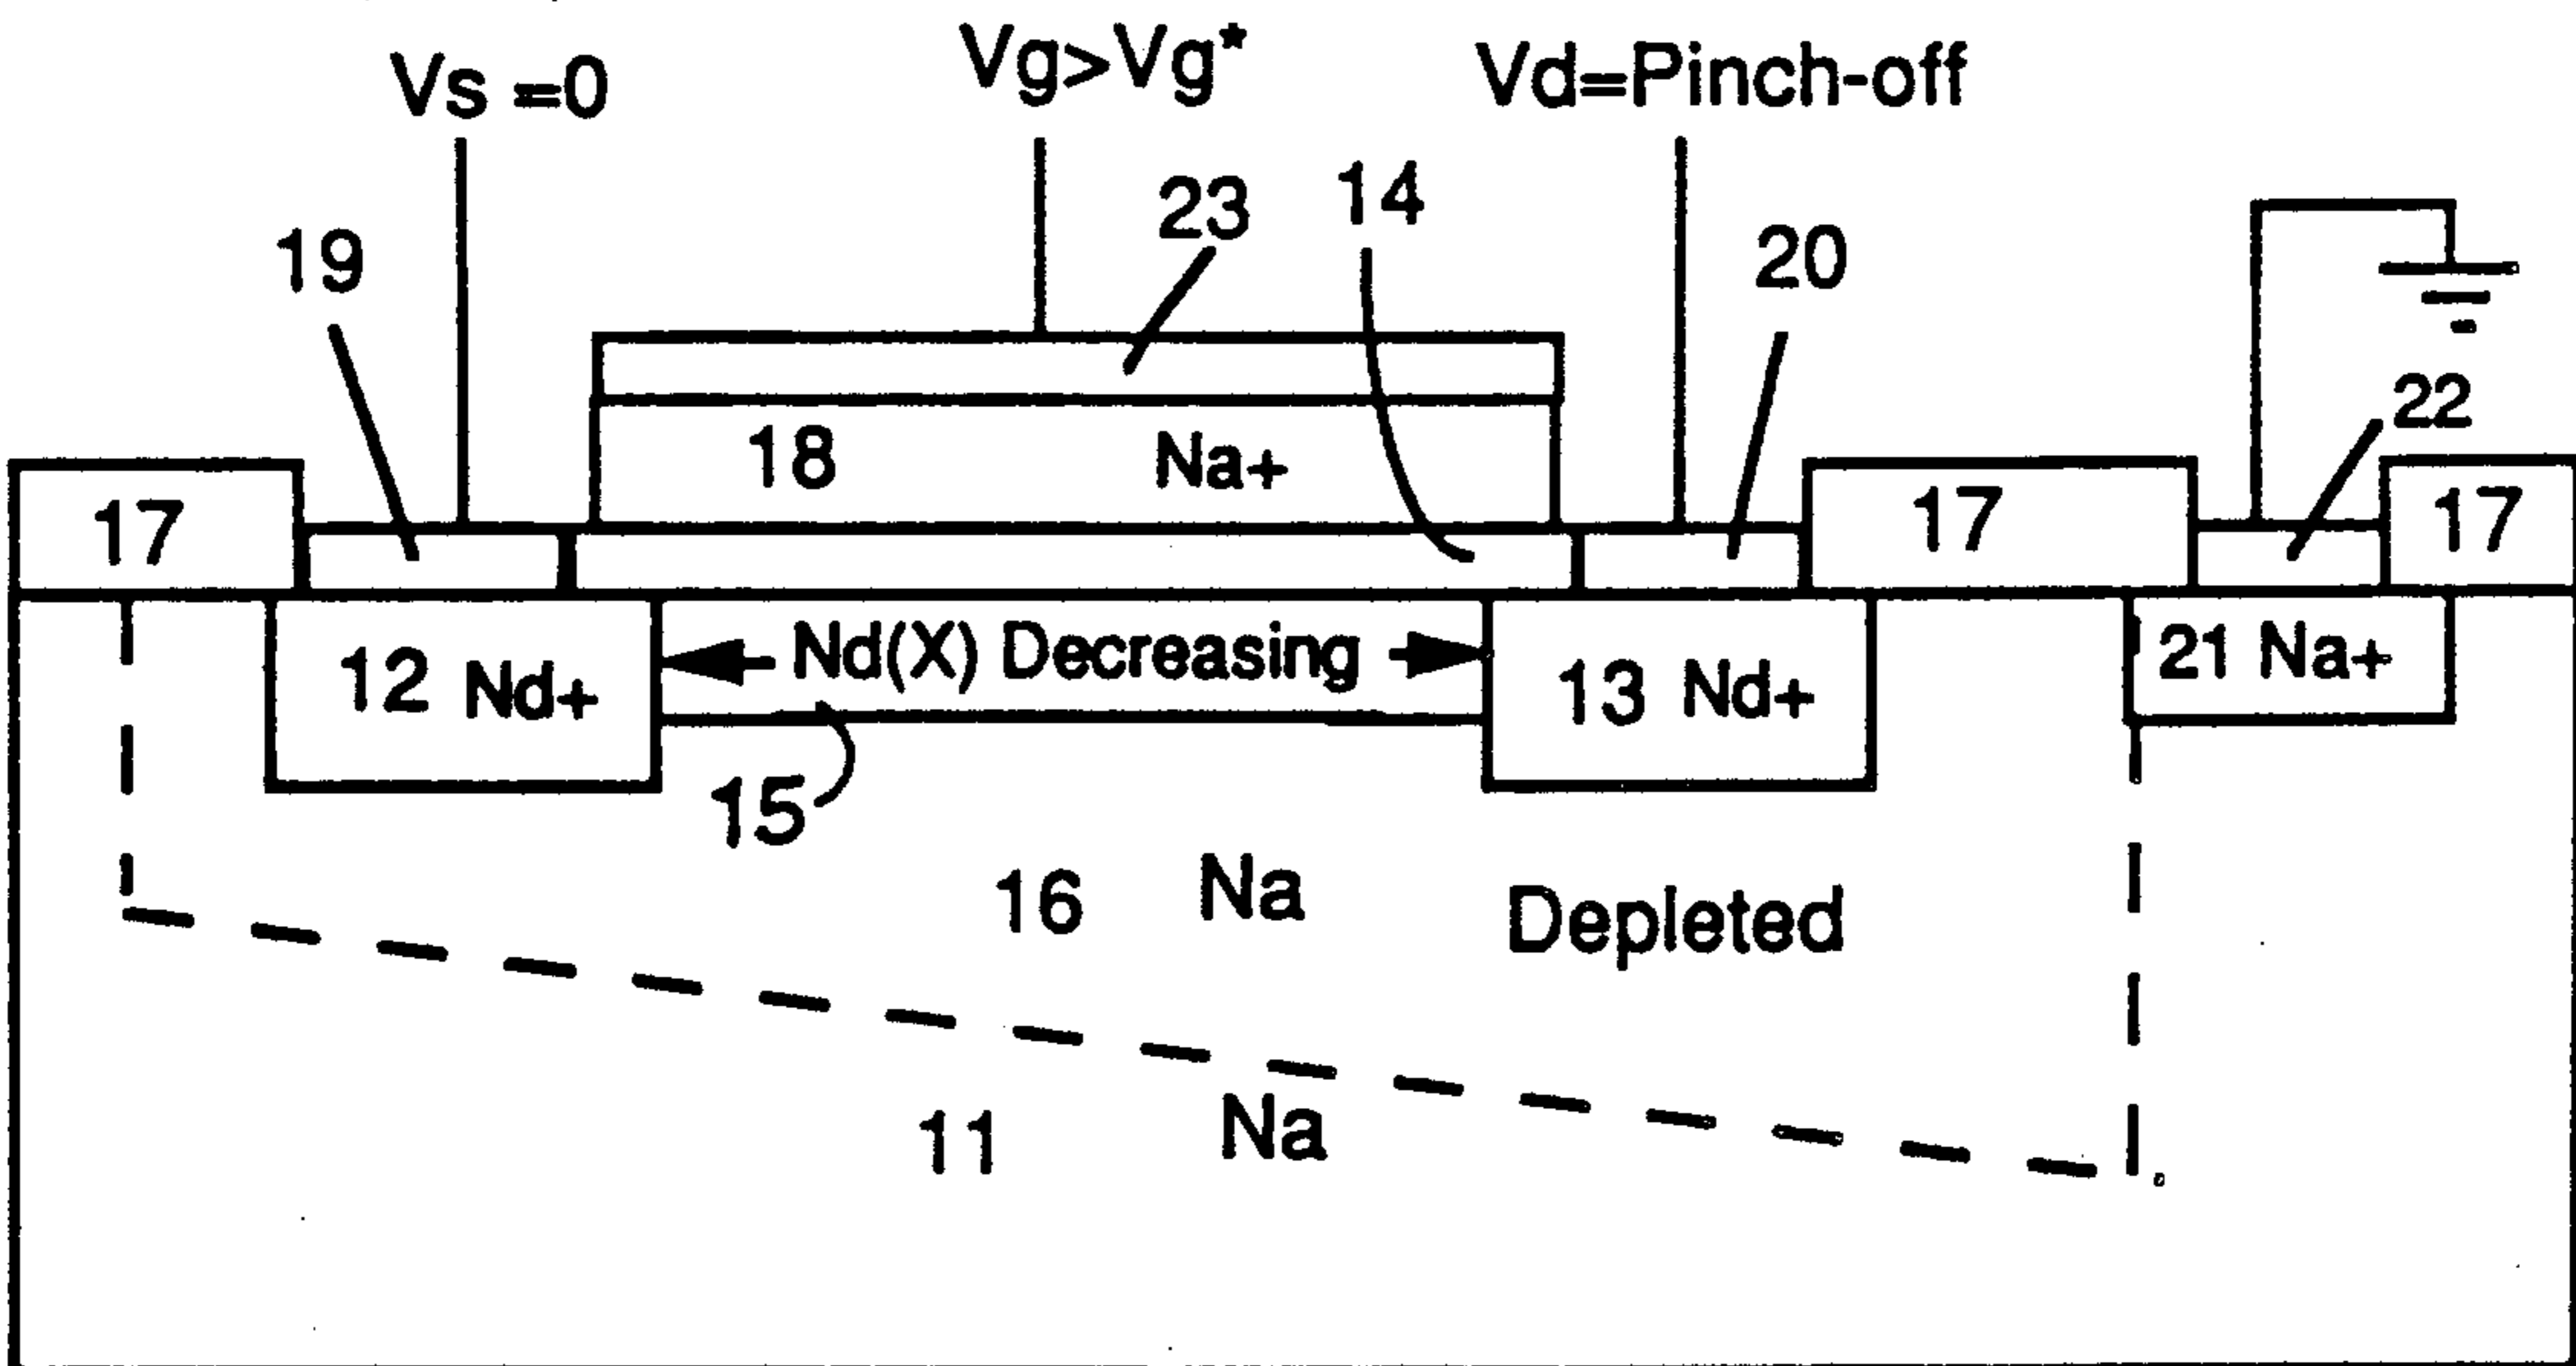 Vs =0
Vg>Vg*
Vd=Pinch-off
19
23
14
20
22
17
18
Na+
17
17
12 Nd+
Nd(X) Decreasing
13 Nd+
21 Na+
15
16
Na
Depleted
11
Na